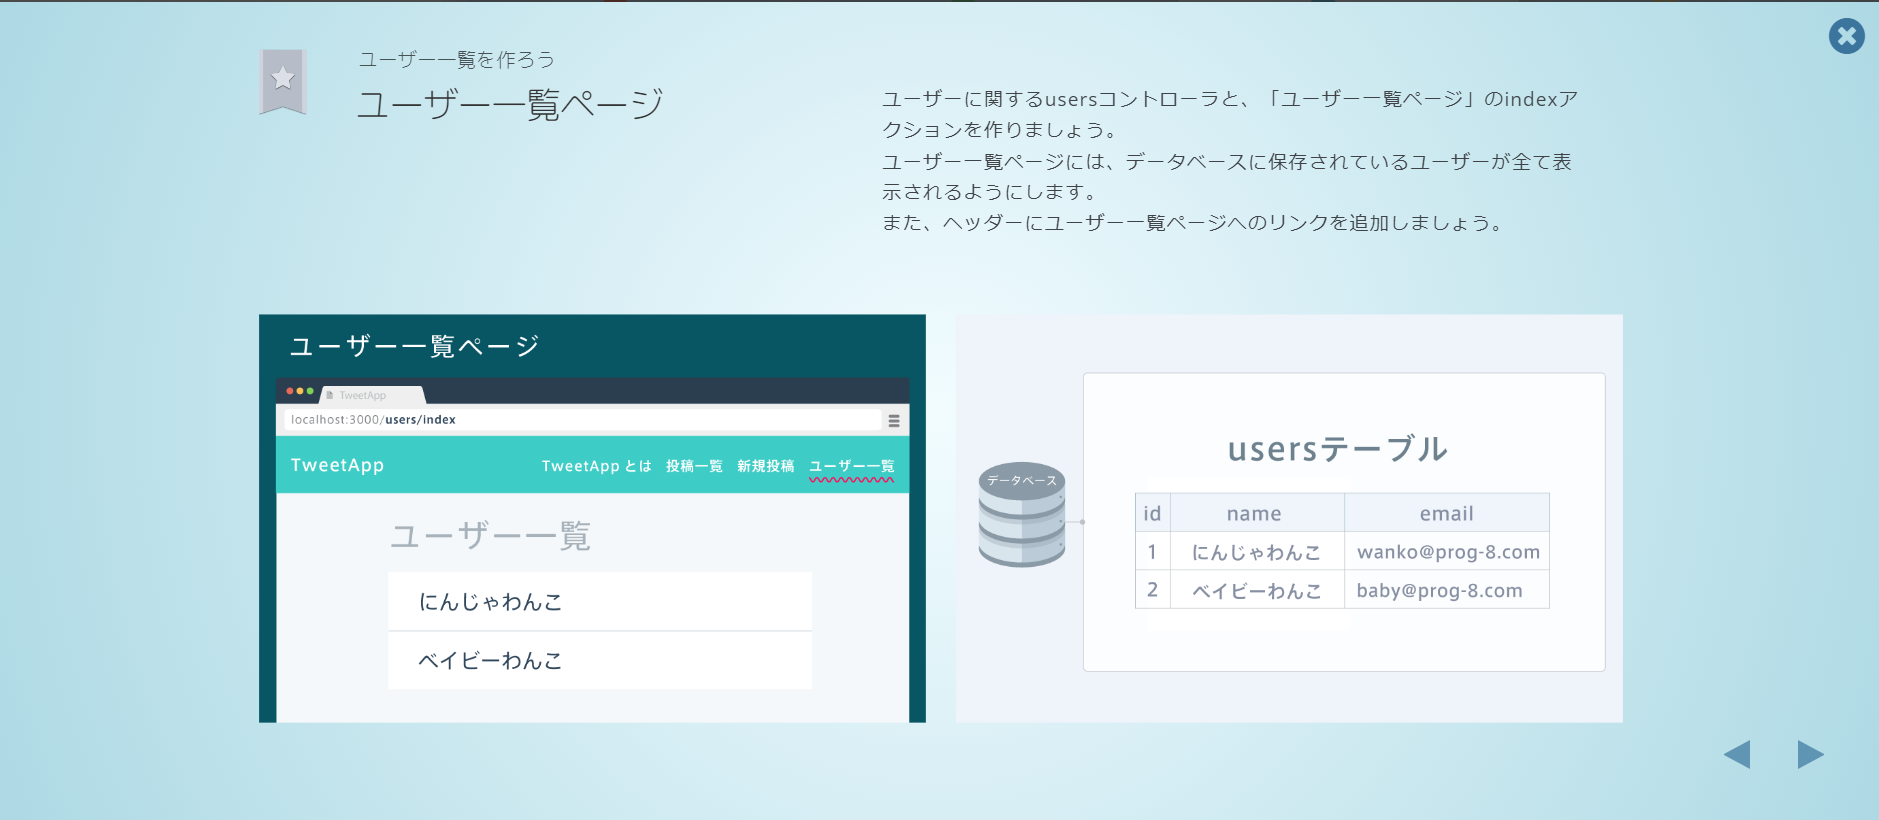 ユーザー一覧を作ろう
ユーザー一覧ページ
ユーザーに関するusersコントローラと、「ユーザー一覧ページ」のindexア
クションを作りましょう。
ユーザー一覧ページには、データベースに保存されているユーザーが全て表
示されるようにします。
また、ヘッダーにユーザー一覧ページへのリンクを追加しましょう。
ユーザー一覧ページ
TweetApp
localhost:3000/users/index
TweetApp TweetApp とは 投稿一覧 新規投稿 ユーザー一覧
ユーザー一覧
にんじゃわんこ
ベイビーわんこ
データベース
usersテーブル
id name email
1 にんじゃわんこ wanko@prog-8.com
2 ベイビーわんこ baby@prog-8.com